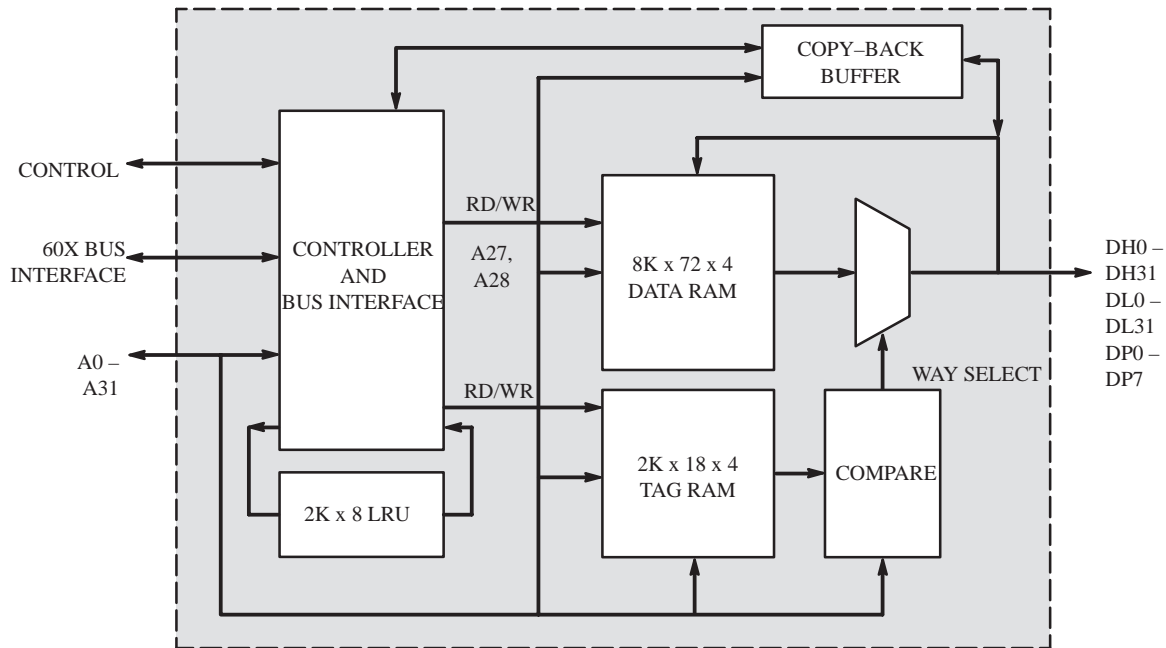 COPY–BACK
BUFFER
CONTROL
60X BUS
INTERFACE
A0 –
A31
CONTROLLER
AND
BUS INTERFACE
2K x 8 LRU
RD/WR
A27,
A28
RD/WR
8K x 72 x 4
DATA RAM
2K x 18 x 4
TAG RAM
WAY SELECT
COMPARE
DH0 –
DH31
DL0 –
DL31
DP0 –
DP7